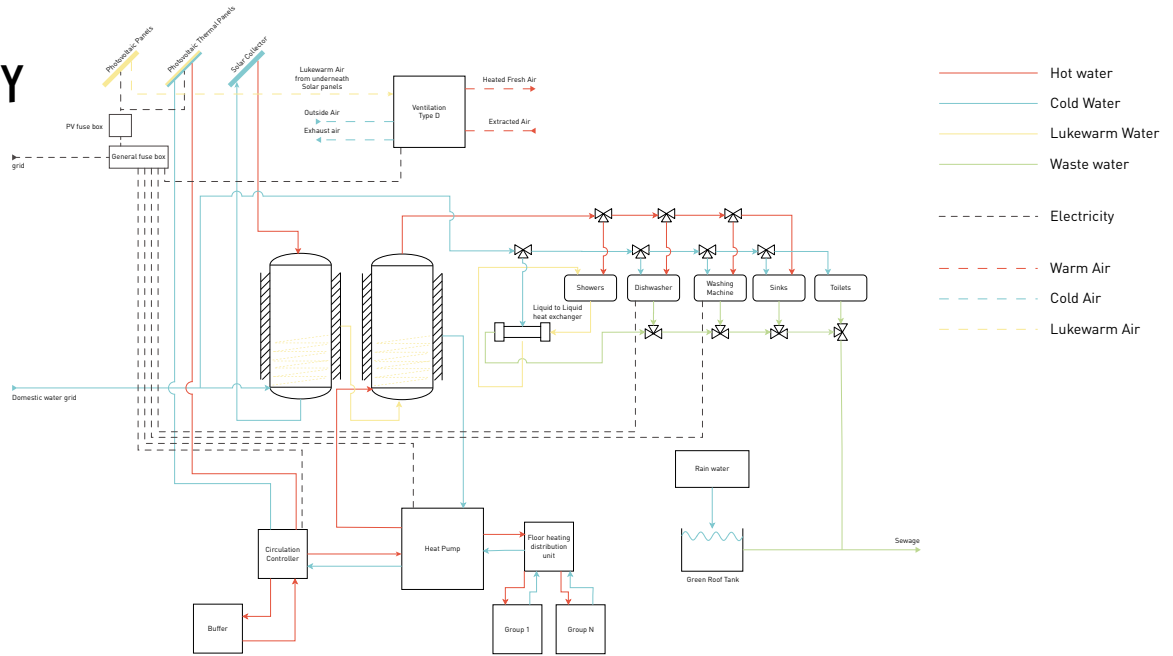 Y
Photovoltaic Panels
Photovoltaic Thermal Panels
Solar Collector
Lukewarm Air
from underneath
Solar panels
Heated Fresh Air
Ventilation
Type D
Outside Air
Exhaust air
Extracted Air
PV fuse box
General fuse box
grid
Hot water
Cold Water
Lukewarm Water
Waste water
Electricity
Warm Air
Cold Air
Lukewarm Air
Showers
Dishwasher
Washing
Machine
Sinks
Toilets
Liquid to Liquid
heat exchanger
Domestic water grid
Rain water
Green Roof Tank
Sewage
Circulation
Controller
Heat Pump
Floor heating
distribution
unit
Buffer
Group 1
Group N